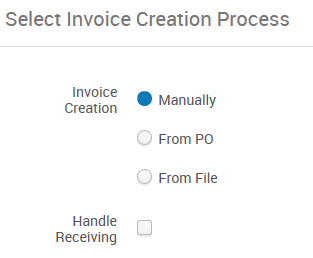 Select Invoice Creation Process
Invoice
Creation
Manually
From PO
From File
Handle
Receiving